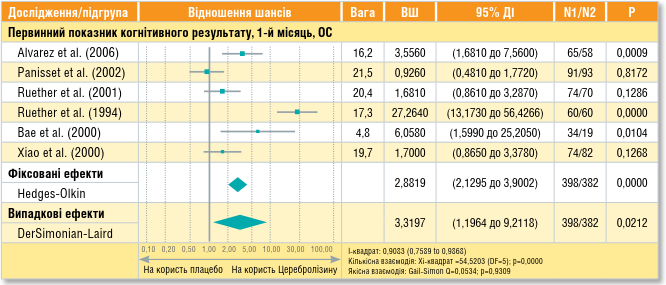 Дослідження/підгрупа Відношення шансів Вага ВШ 95% ДІ N1/N2 P
Первинний показник когнітивного результату, 1-й місяць, ОС
Alvarez et al. (2006) 16,2 3,5560 (1,6810 до 7,5600) 65/58 0,0009
Panisset et al. (2002) 21,5 0,9260 (0,4810 до 1,7720) 91/93 0,8172
Ruether et al. (2001) 20,4 1,6810 (0,8610 до 3,2870) 74/70 0,1286
Ruether et al. (1994) 17,3 27,2640 (13,1730 до 56,4266) 60/60 0,0000
Bae et al. (2000) 4,8 6,0580 (1,5990 до 25,2050) 34/19 0,0104
Xiao et al. (2000) 19,7 1,7000 (0,8650 до 3,3780) 74/82 0,1268
Фіксовані ефекти
Hedges-Olkin 2,8819 (2,1295 до 3,9002) 398/382 0,0000
Випадкові ефекти
DerSimonian-Laird 3,3197 (1,1964 до 9,2118) 398/382 0,0212
0,10 0,20 0,50 1,00 2,00 5,00 10,00 30,00 100,00
На користь плацебо На користь Церебролізину
I-квадрат: 0,9083 (0,7589 to 0,9868)
Кількісна взаємодія: Хі-квадрат =54,5203 (DF=5); p=0,0000
Якісна взаємодія: Gail-Simon Q=0,0534; p=0,9309